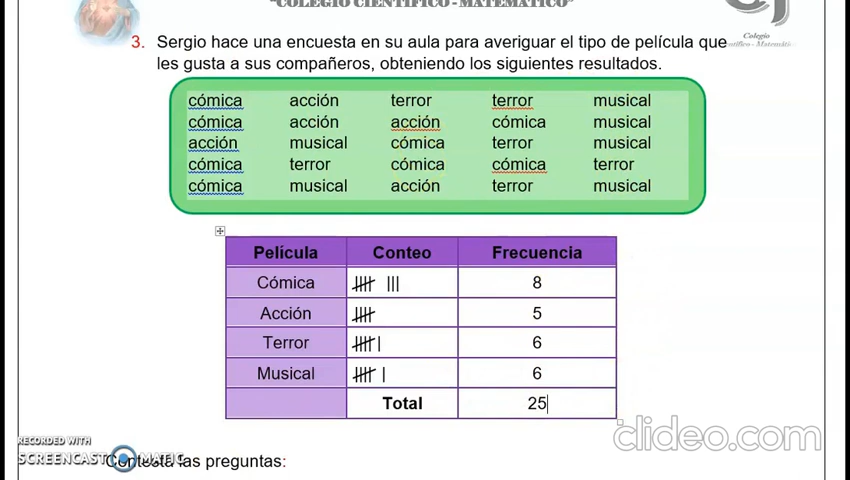 "COLEGIO CIENTÍFICO - MATEMÁTICO"
Colegio
3. Sergio hace una encuesta en su aula para averiguar el tipo de película que
les gusta a sus compañeros, obteniendo los siguientes resultados.
cómica acción terror terror musical
cómica acción acción cómica musical
acción musical cómica terror musical
cómica terror cómica cómica terror
cómica musical acción terror musical
Película Conteo Frecuencia
Cómica 8
Acción 5
Terror 6
Musical 6
Total 25
clideo.com
RECORDED WITH
SCREENCAST MATIC
Contesta las preguntas: